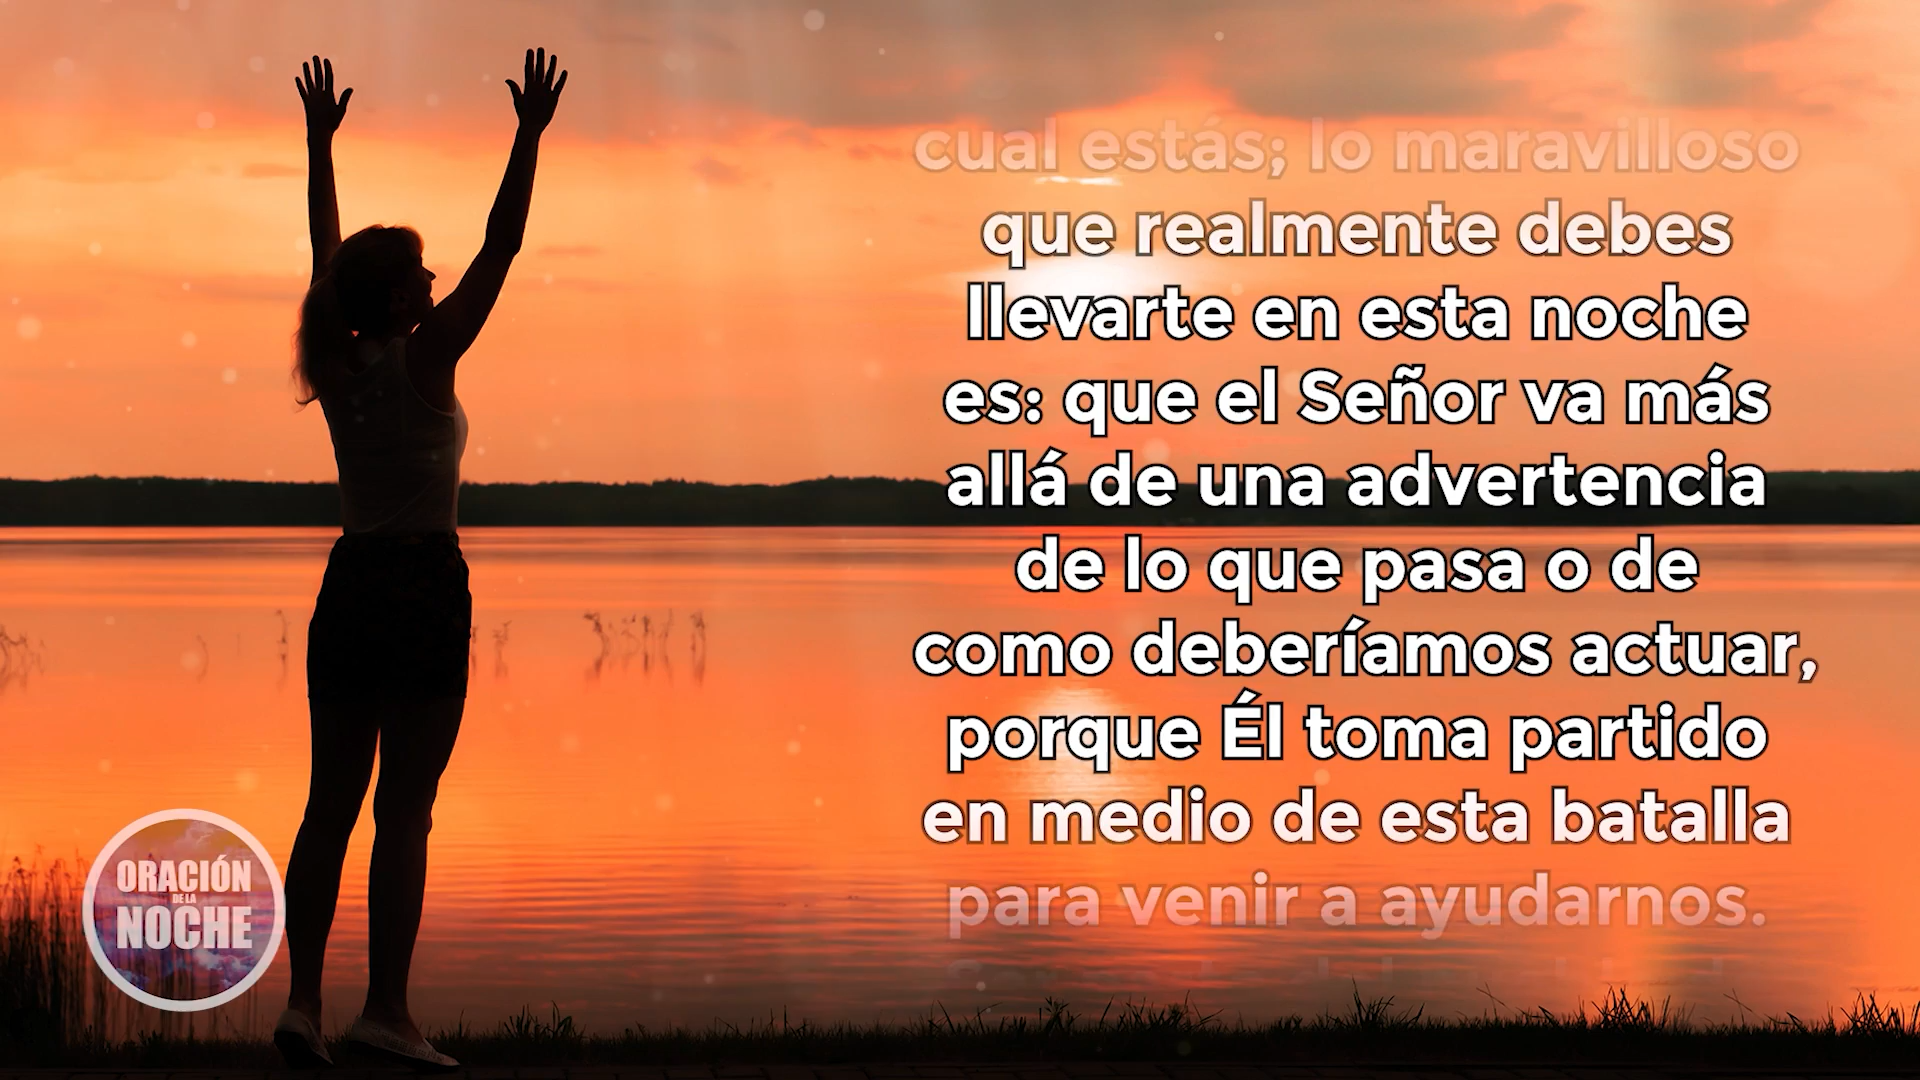 cual estás; lo maravilloso
que realmente debes
llevarte en esta noche
es: que el Señor va más
allá de una advertencia
de lo que pasa o de
como deberíamos actuar,
porque Él toma partido
en medio de esta batalla
para venir a ayudarnos.
ORACIÓN
DE LA
NOCHE